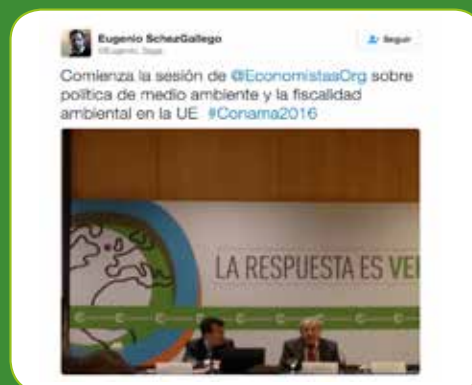 Eugenio SchezGallego
Seguir
Comienza la sesión de @EconomistasOrg sobre
política de medio ambiente y la fiscalidad
ambiental en la UE #Conama2016
LA RESPUESTA ES VE